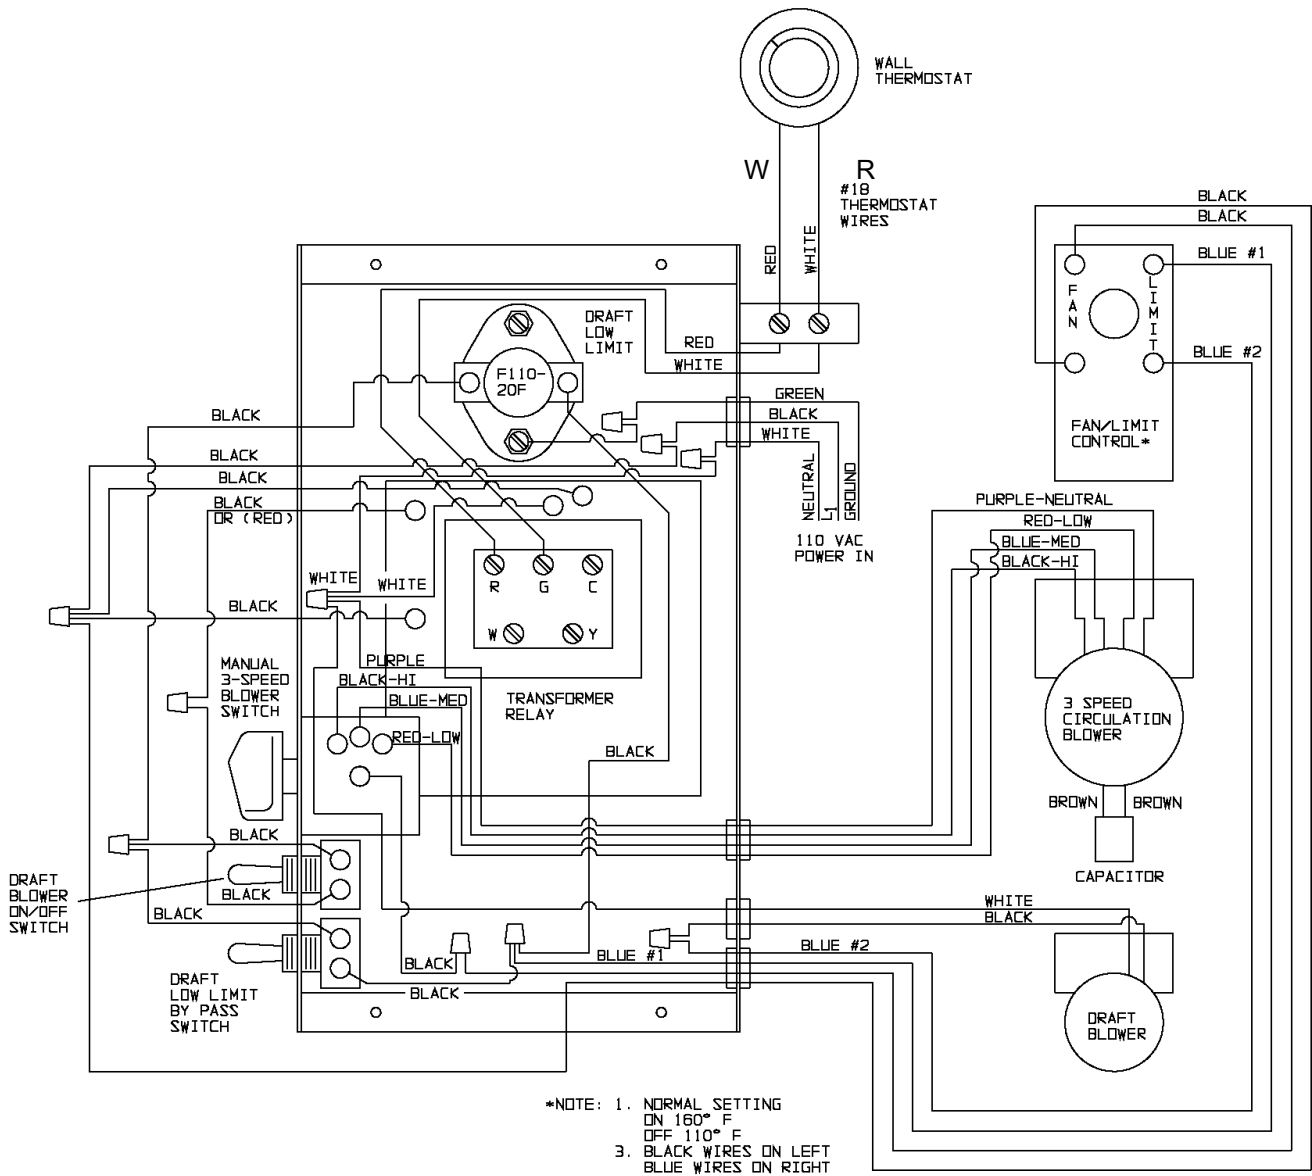 WALL
THERMOSTAT
W
R
#18
THERMOSTAT
WIRES
RED
WHITE
BLACK
BLACK
BLUE #1
FAN
LIMIT
BLUE #2
FAN/LIMIT
CONTROL*
DRAFT
LOW
LIMIT
RED
WHITE
F110-
20F
GREEN
BLACK
WHITE
NEUTRAL
L1
GROUND
110 VAC
POWER IN
BLACK
BLACK
BLACK
BLACK
OR (RED)
WHITE
WHITE
BLACK
R
G
C
W
Y
TRANSFORMER
RELAY
PURPLE-NEUTRAL
RED-LOW
BLUE-MED
BLACK-HI
3 SPEED
CIRCULATION
BLOWER
BROWN
BROWN
CAPACITOR
MANUAL
3-SPEED
BLOWER
SWITCH
PURPLE
BLACK-HI
BLUE-MED
RED-LOW
BLACK
BLACK
BLACK
BLACK
DRAFT
BLOWER
ON/OFF
SWITCH
DRAFT
LOW LIMIT
BY PASS
SWITCH
BLACK
BLACK
BLUE #1
BLUE #2
WHITE
BLACK
DRAFT
BLOWER
*NOTE: 1. NORMAL SETTING
ON 160° F
OFF 110° F
3. BLACK WIRES ON LEFT
BLUE WIRES ON RIGHT